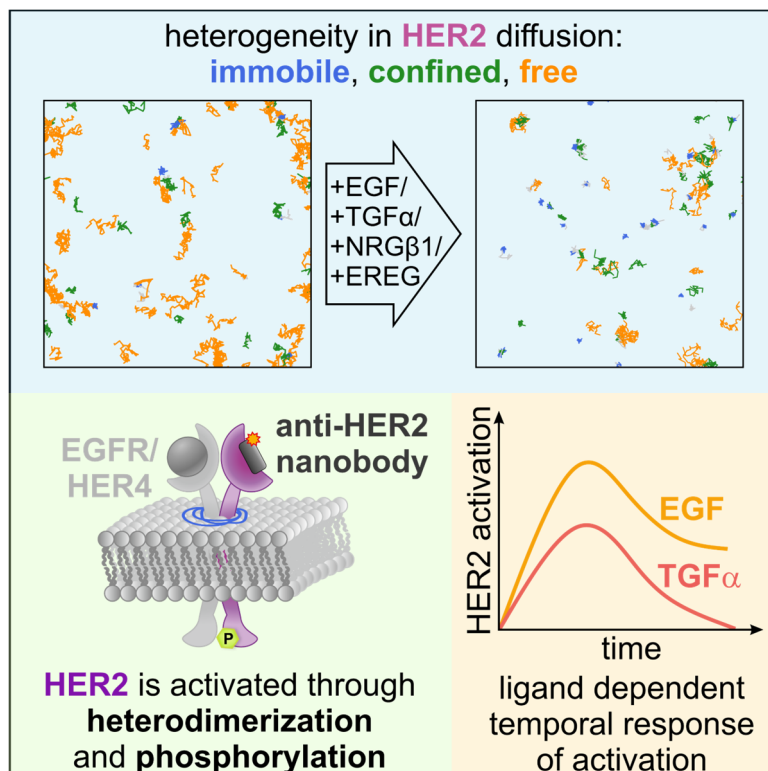 heterogeneity in HER2 diffusion:
immobile, confined, free
+EGF/
+TGFα/
+NRGβ1/
+EREG
EGFR/
HER4
anti-HER2
nanobody
P
HER2 is activated through
heterodimerization
and phosphorylation
HER2 activation
EGF
TGFα
time
ligand dependent
temporal response
of activation